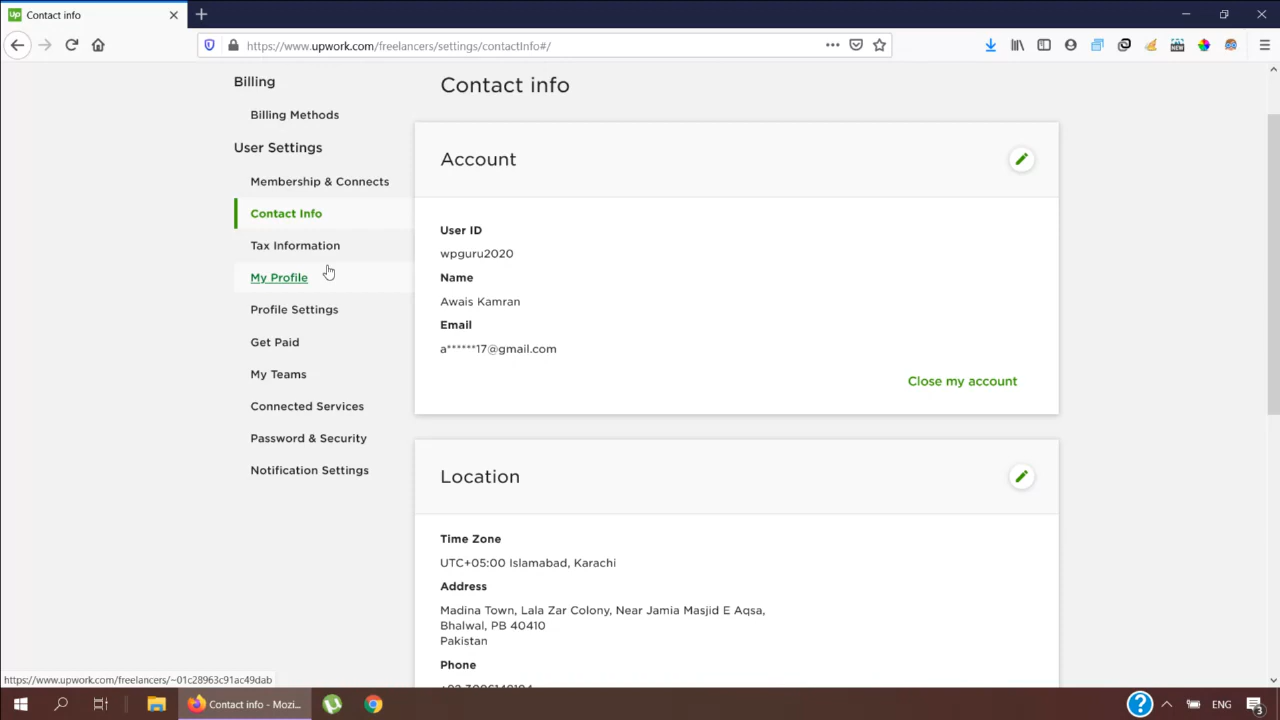 Contact info
https://www.upwork.com/freelancers/settings/contactInfo#/
Billing
Billing Methods
User Settings
Membership & Connects
Contact Info
Tax Information
My Profile
Profile Settings
Get Paid
My Teams
Connected Services
Password & Security
Notification Settings
Contact info
Account
User ID
wpguru2020
Name
Awais Kamran
Email
a******17@gmail.com
Close my account
Location
Time Zone
UTC+05:00 Islamabad, Karachi
Address
Madina Town, Lala Zar Colony, Near Jamia Masjid E Aqsa,
Bhalwal, PB 40410
Pakistan
Phone
https://www.upwork.com/freelancers/~01c28963c91ac49dab
Contact info - Mozi...
ENG
3